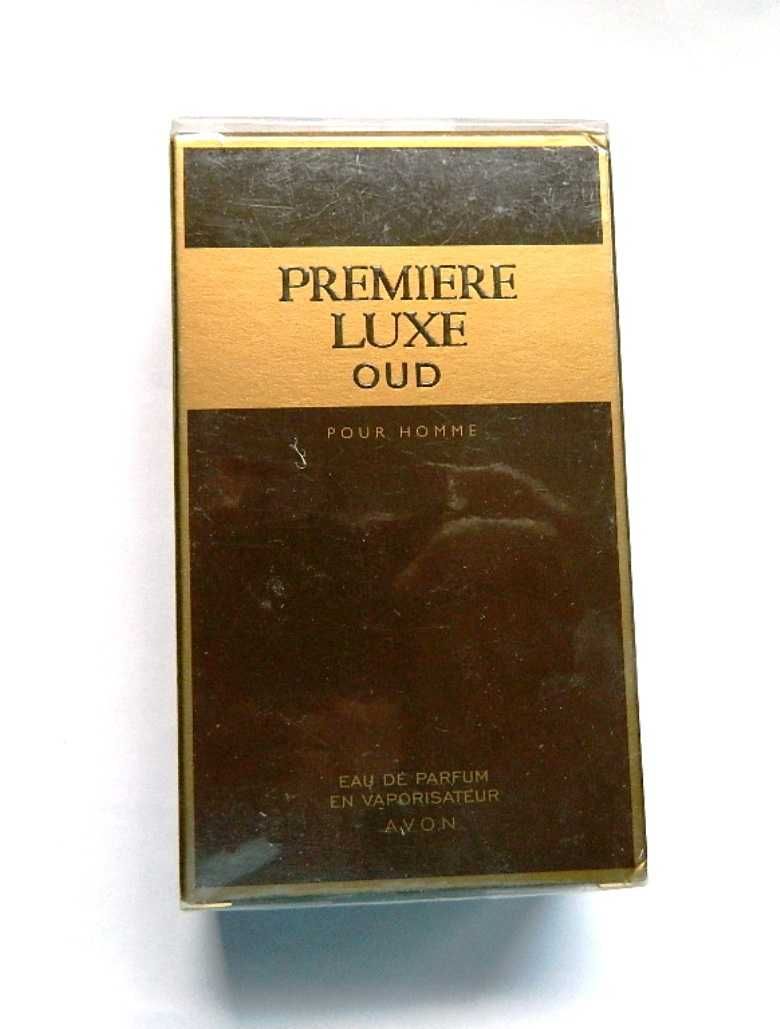 PREMIERE
LUXE
OUD
POUR HOMME
EAU DE PARFUM
EN VAPORISATEUR
AVON